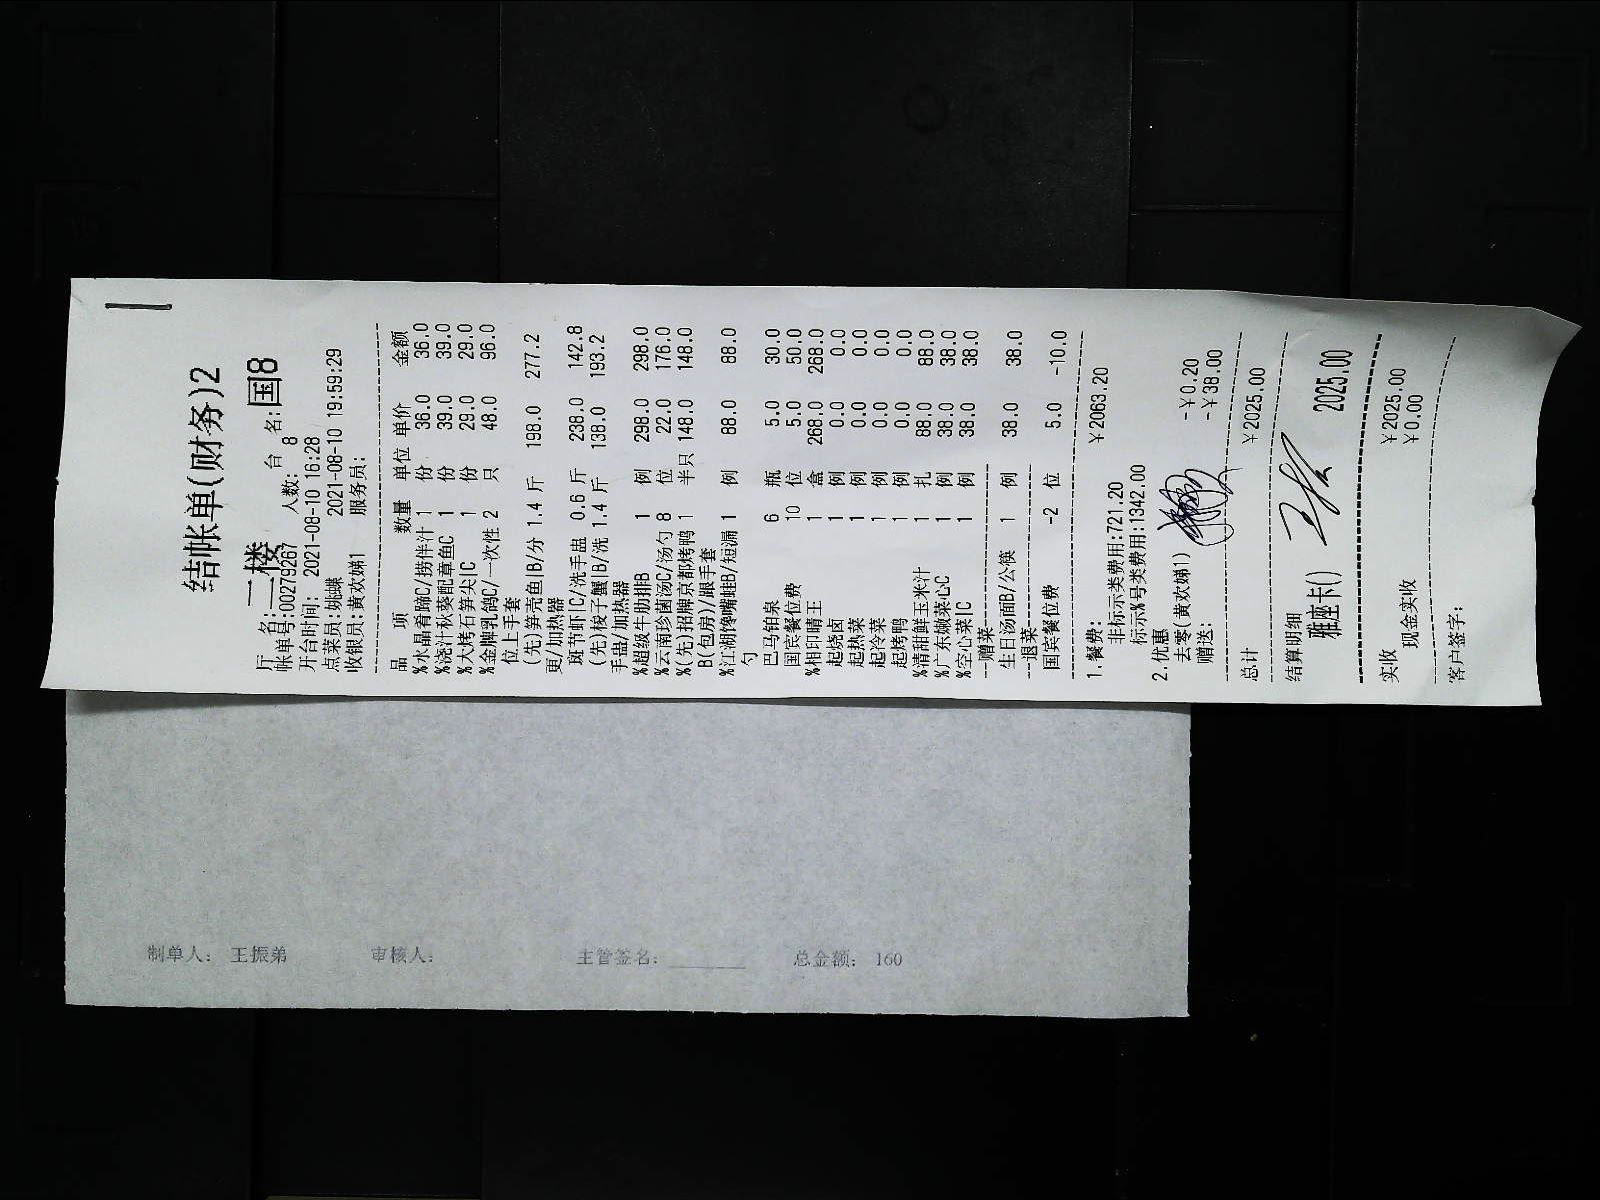 结帐单(财务)2
厅 名:二楼 台 名:国8
帐单号:00279267 人数: 8
开台时间: 2021-08-10 16:28
点菜员:姚蝶 2021-08-10 19:59:29
收银员:黄欢娣1 服务员:
品 项 数量 单位 单价 金额
%水晶肴蹄C/捞伴汁 1 份 36.0 36.0
%浇汁秋葵配章鱼C 1 份 39.0 39.0
%大烤石笋尖|C 1 份 29.0 29.0
%金牌乳鸽C/一次性 2 只 48.0 96.0
位上手套
(先)笋壳鱼|B/分 1.4 斤 198.0 277.2
更/加热器
斑节虾|C/洗手盅 0.6 斤 238.0 142.8
(先)梭子蟹|B/洗 1.4 斤 138.0 193.2
手盅/加热器
%超级牛肋排B 1 例 298.0 298.0
%云南珍菌汤C/汤勺 8 位 22.0 176.0
%(先)招牌京都烤鸭 1 半只 148.0 148.0
B(包房)/跟手套
%江湖馋嘴蛙B/短漏 1 例 88.0 88.0
勺
巴马铂泉 6 瓶 5.0 30.0
国宾餐位费 10 位 5.0 50.0
%相印晴王 1 盒 268.0 268.0
起烧卤 1 例 0.0 0.0
起热菜 1 例 0.0 0.0
起冷菜 1 例 0.0 0.0
起烤鸭 1 例 0.0 0.0
%清甜鲜玉米汁 1 扎 88.0 88.0
%广东嫩菜心C 1 例 38.0 38.0
%空心菜|C 1 例 38.0 38.0
--赠菜
生日汤面B/公筷 1 例 38.0 38.0
--退菜
国宾餐位费 -2 位 5.0 -10.0
1.餐费: ￥2063.20
非标示类费用:721.20
标示%号类费用:1342.00
2.优惠
去零(黄欢娣1) -￥0.20
赠送: -￥38.00
总计 ￥2025.00
结算明细
雅座卡() 2025.00
实收 ￥2025.00
现金实收 ￥0.00
客户签字:
制单人: 王振弟 审核人: 主管签名: 总金额: 160